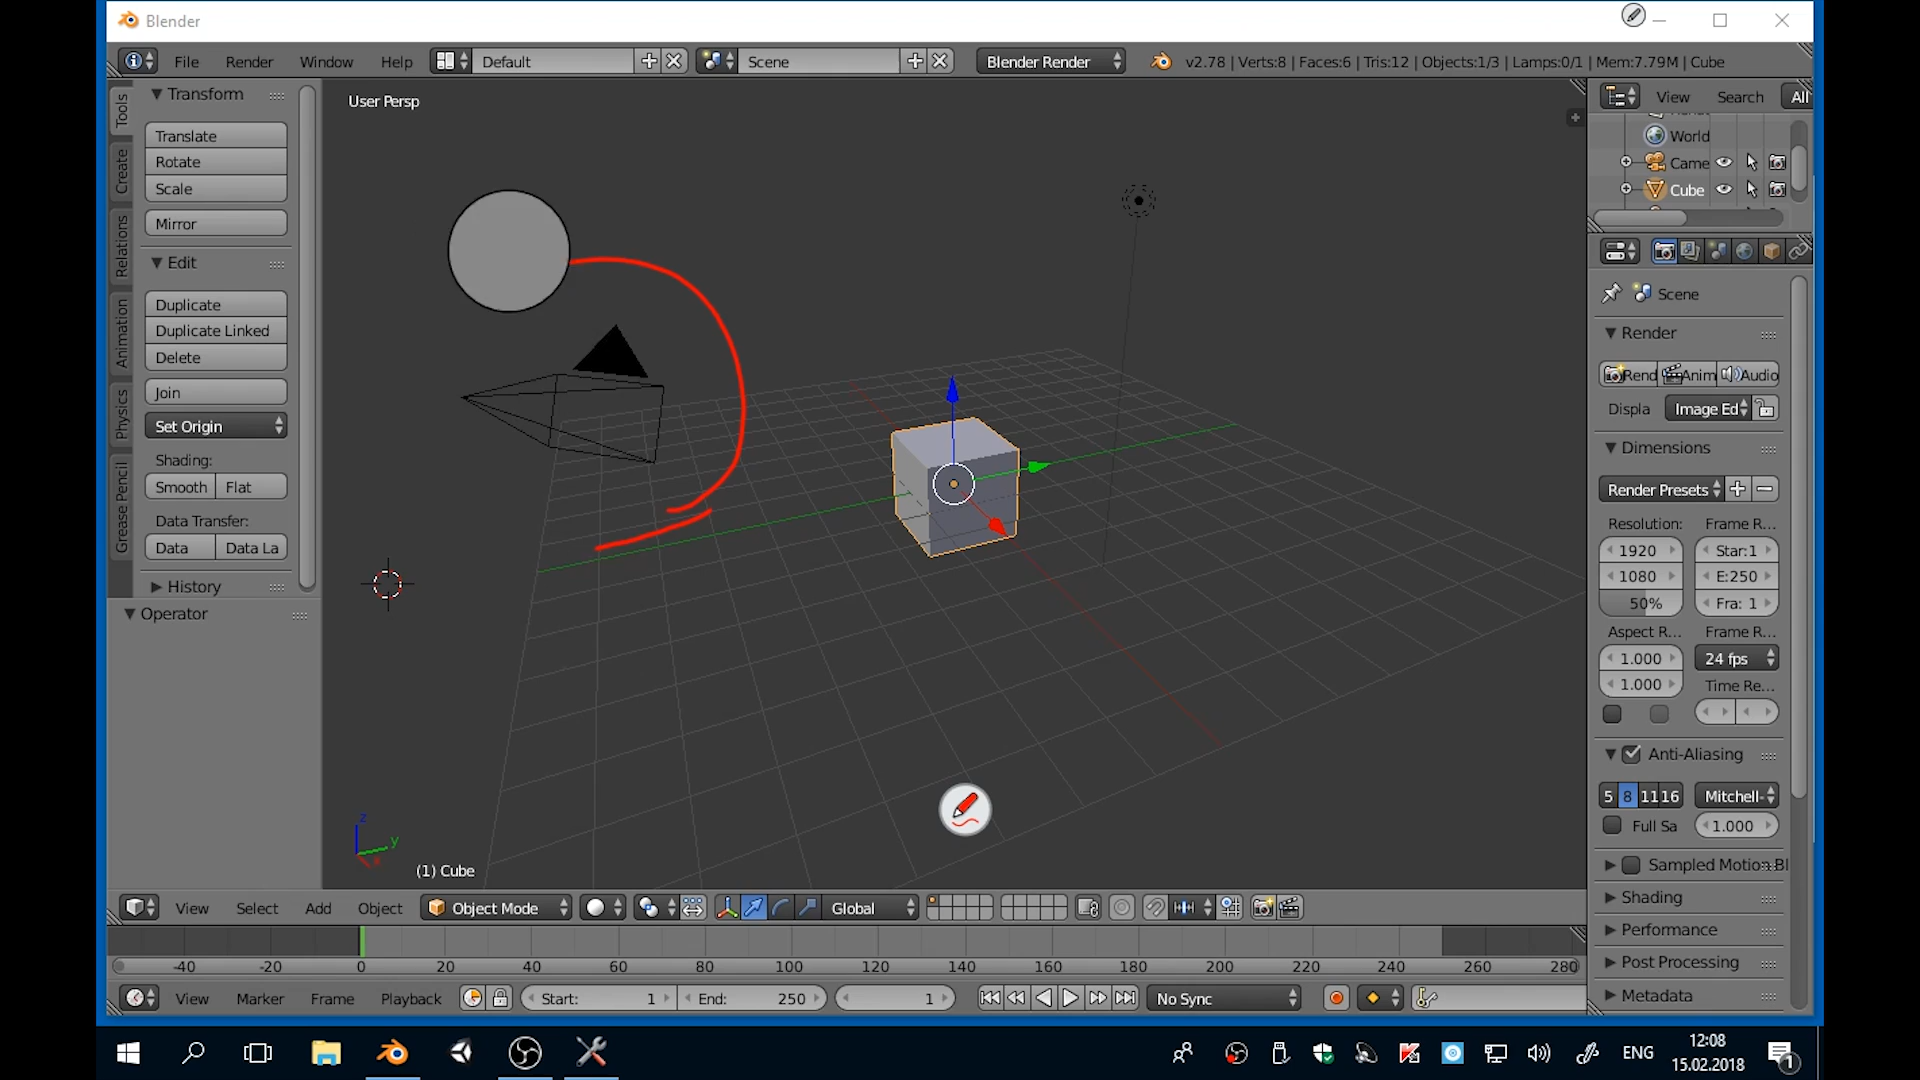 Blender
File Render Window Help Default Scene Blender Render v2.78 | Verts:8 | Faces:6 | Tris:12 | Objects:1/3 | Lamps:0/1 | Mem:7.79M | Cube
Tools
Create
Relations
Animation
Physics
Grease Pencil
Transform
Translate
Rotate
Scale
Mirror
Edit
Duplicate
Duplicate Linked
Delete
Join
Set Origin
Shading:
Smooth Flat
Data Transfer:
Data Data La
History
Operator
User Persp
z
y
(1) Cube
View Search All
World
Came
Cube
Scene
Render
Rend Anim Audio
Displa Image Ed
Dimensions
Render Presets
Resolution: Frame R...
1920 Star:1
1080 E:250
50% Fra: 1
Aspect R... Frame R...
1.000 24 fps
1.000 Time Re...
Anti-Aliasing
5 8 11 16 Mitchell-
Full Sa 1.000
Sampled Motion Bl
Shading
Performance
Post Processing
Metadata
View Select Add Object Object Mode Global
-40 -20 0 20 40 60 80 100 120 140 160 180 200 220 240 260 280
View Marker Frame Playback Start: 1 End: 250 1 No Sync
ENG 12:08
15.02.2018
1